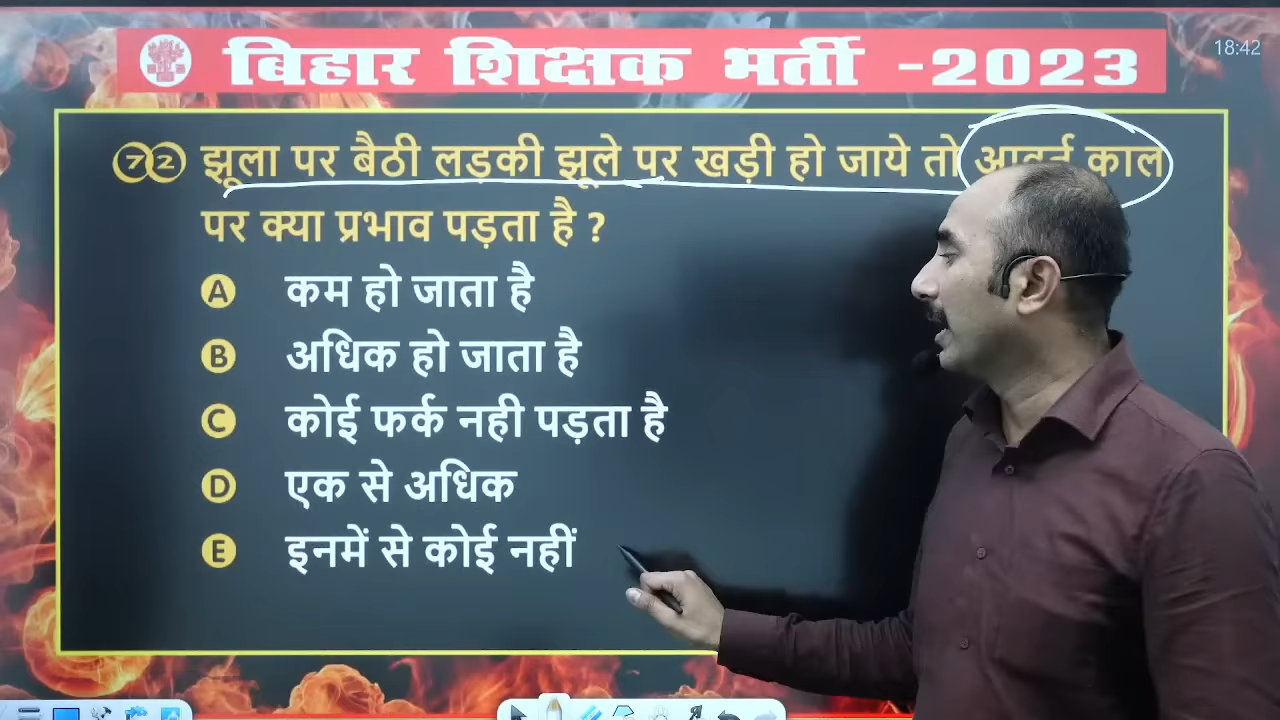 बिहार शिक्षक भर्ती -2023
18:42
72 झूला पर बैठी लड़की झूले पर खड़ी हो जाये तो आवर्त काल
पर क्या प्रभाव पड़ता है ?
A कम हो जाता है
B अधिक हो जाता है
C कोई फर्क नही पड़ता है
D एक से अधिक
E इनमें से कोई नहीं